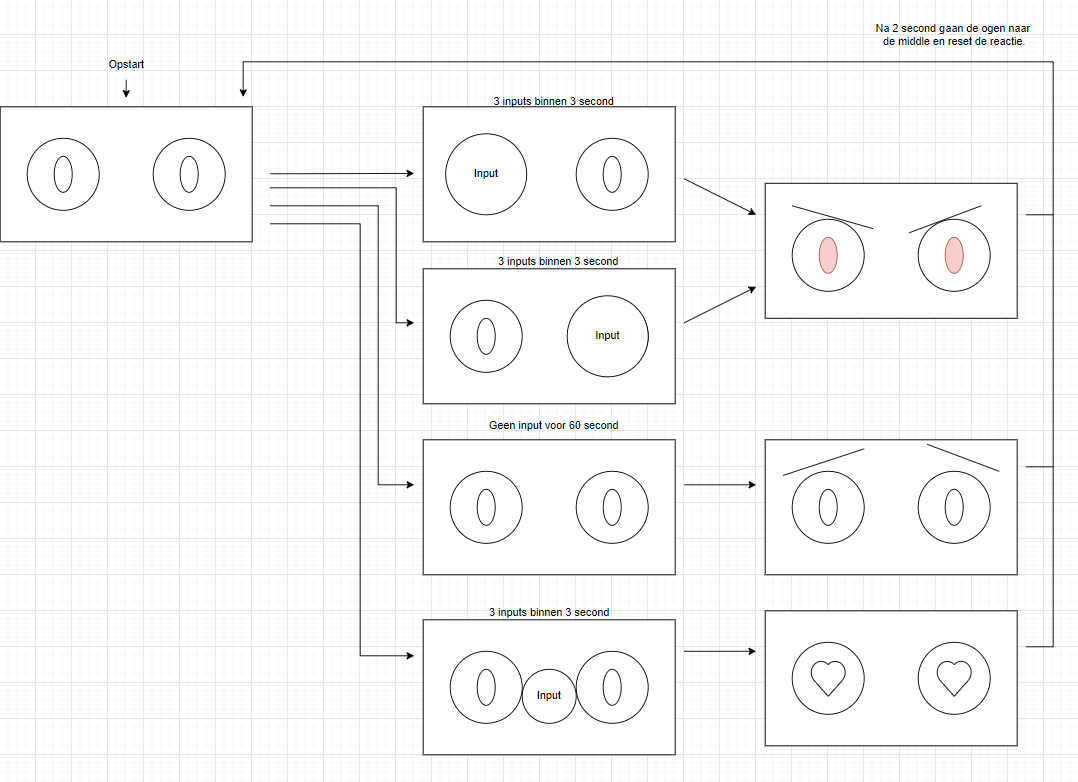 Na 2 second gaan de ogen naar
de middle en reset de reactie.
Opstart
3 inputs binnen 3 second
Input
3 inputs binnen 3 second
Input
Geen input voor 60 second
3 inputs binnen 3 second
Input